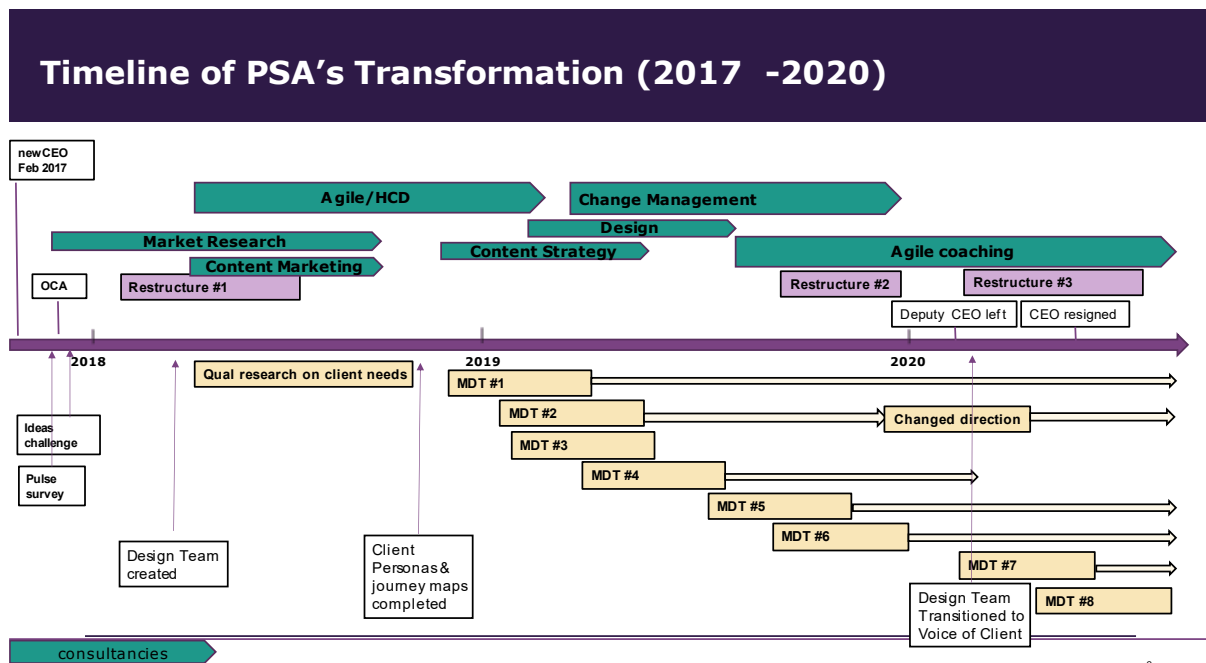 Timeline of PSA's Transformation (2017 -2020)
newCEO
Feb 2017
Agile/HCD
Change Management
Design
Market Research
Content Strategy
Agile coaching
Content Marketing
OCA
Restructure #1
Restructure #2
Restructure #3
Deputy CEO left
CEO resigned
2018
2019
2020
Qual research on client needs
MDT #1
MDT #2
Changed direction
Ideas
challenge
MDT #3
MDT #4
Pulse
survey
MDT #5
MDT #6
Design Team
created
Client
Personas &
journey maps
completed
MDT #7
Design Team
Transitioned to
Voice of Client
MDT #8
consultancies